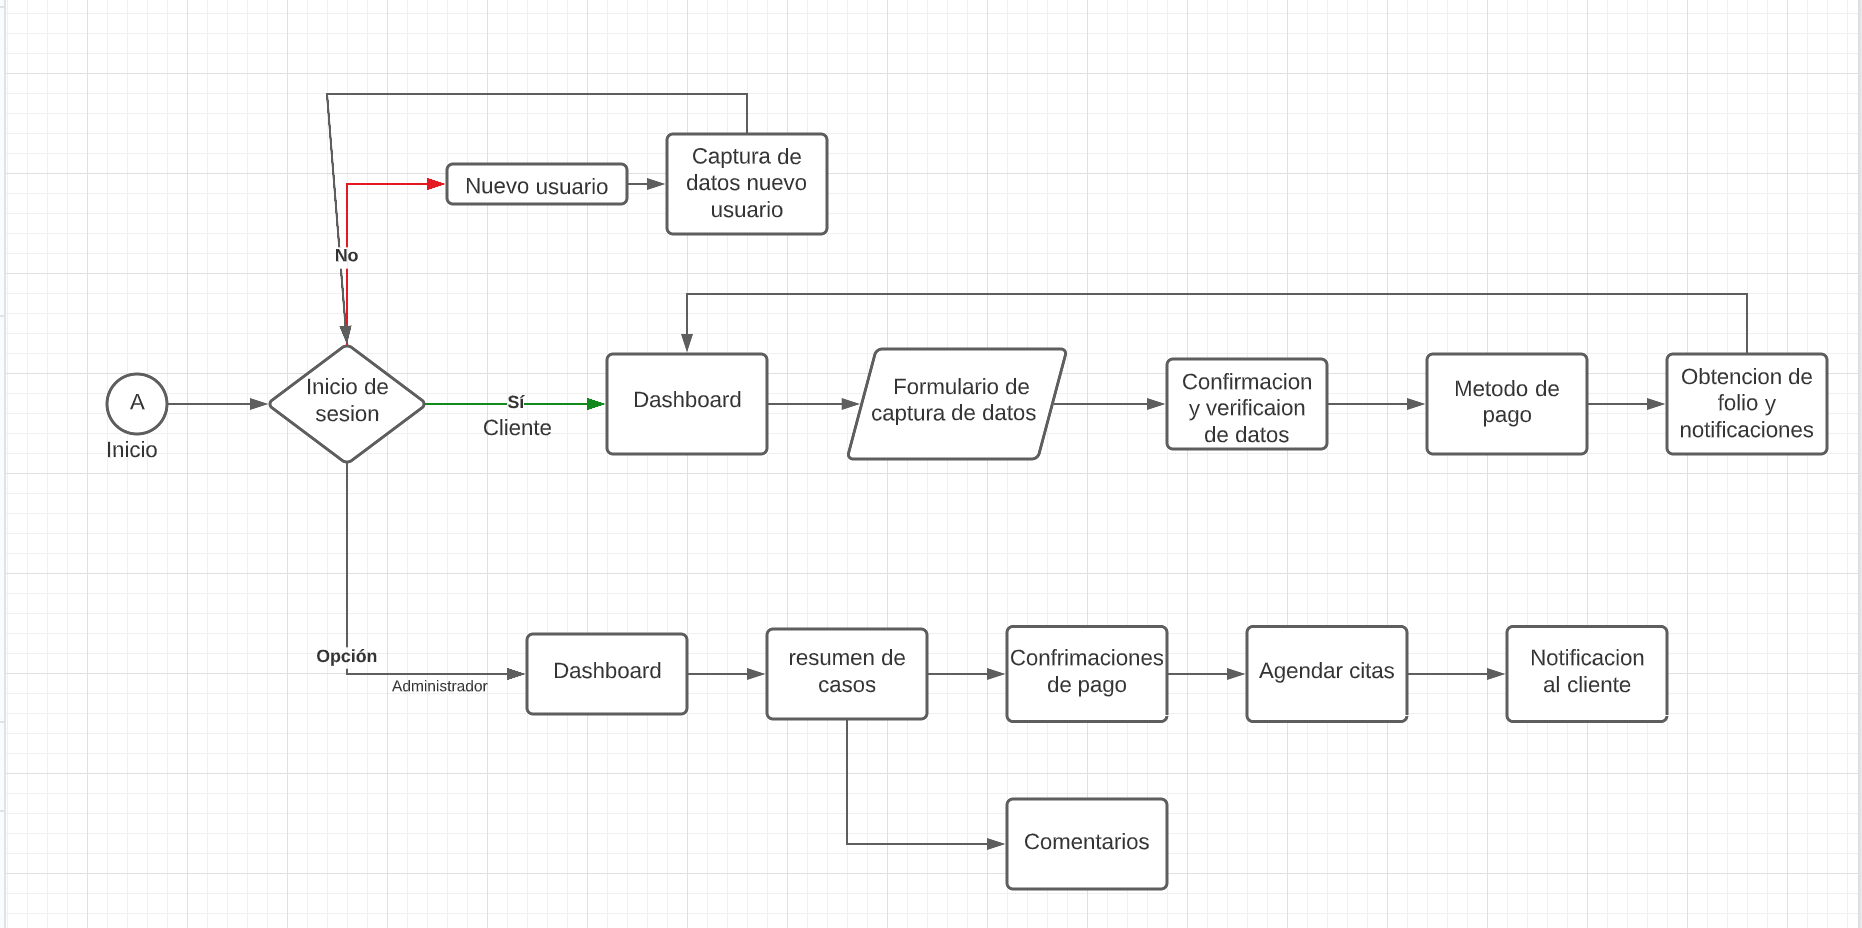 Captura de
datos nuevo
usuario
Nuevo usuario
No
A
Inicio
Inicio de
sesion
Sí
Cliente
Dashboard
Formulario de
captura de datos
Confirmacion
y verificaion
de datos
Metodo de
pago
Obtencion de
folio y
notificaciones
Opción
Administrador
Dashboard
resumen de
casos
Confrimaciones
de pago
Agendar citas
Notificacion
al cliente
Comentarios